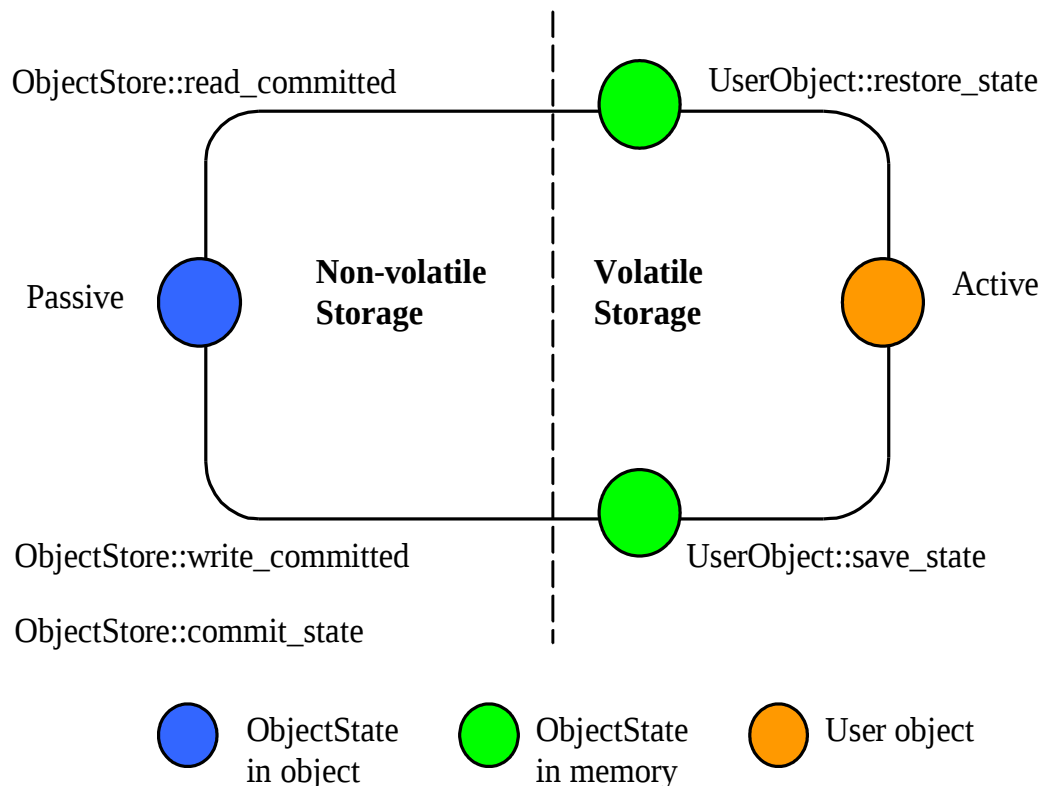 ObjectStore::read_committed
UserObject::restore_state
Non-volatile
Storage
Volatile
Storage
Passive
Active
ObjectStore::write_committed
UserObject::save_state
ObjectStore::commit_state
ObjectState
in object
ObjectState
in memory
User object